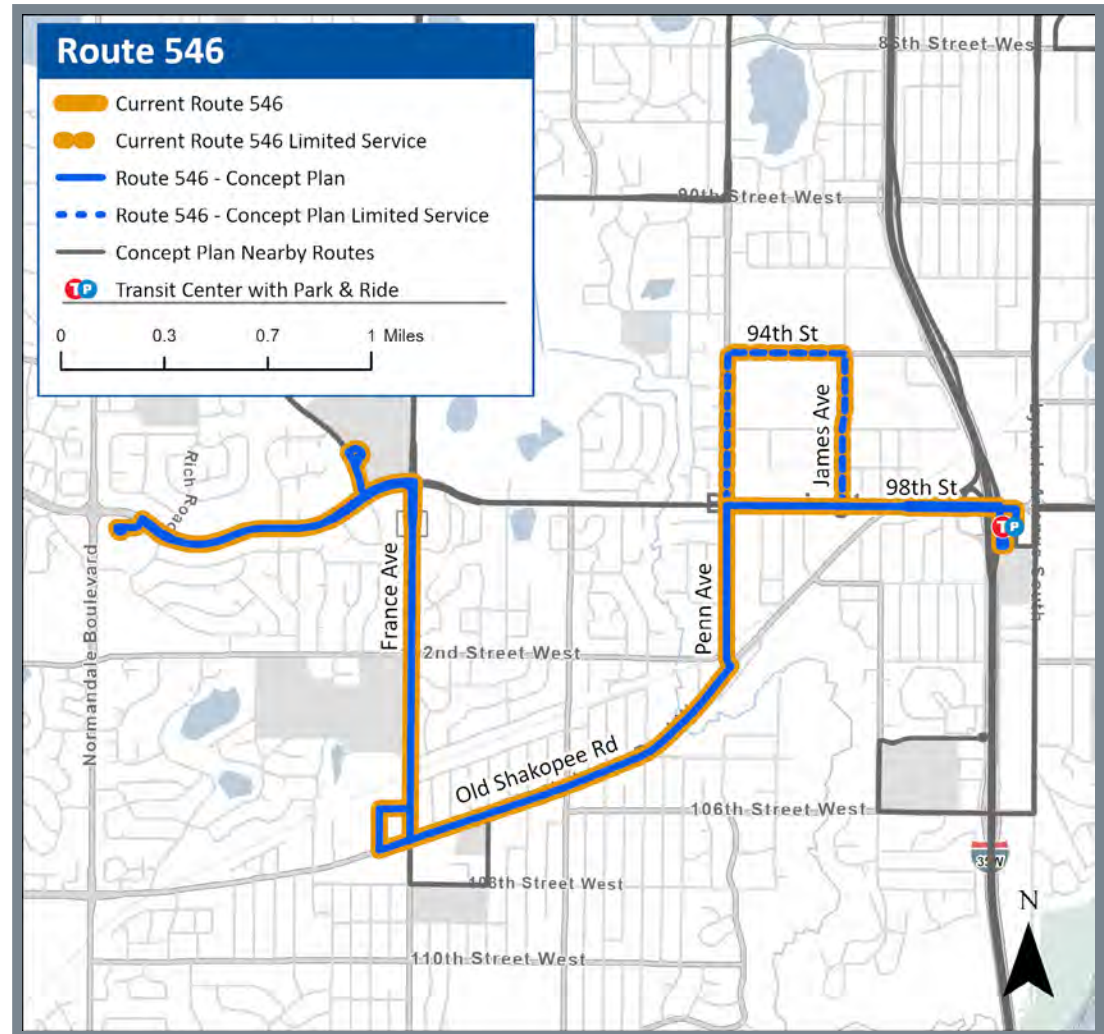 Route 546
Current Route 546
Current Route 546 Limited Service
Route 546 - Concept Plan
Route 546 - Concept Plan Limited Service
Concept Plan Nearby Routes
TP Transit Center with Park & Ride
0 0.3 0.7 1 Miles
86th Street West
90th Street West
94th St
James Ave
98th St
Rich Road
France Ave
Penn Ave
TP
South
Normandale Boulevard
2nd Street West
Old Shakopee Rd
106th Street West
35W
108th Street West
N
110th Street West